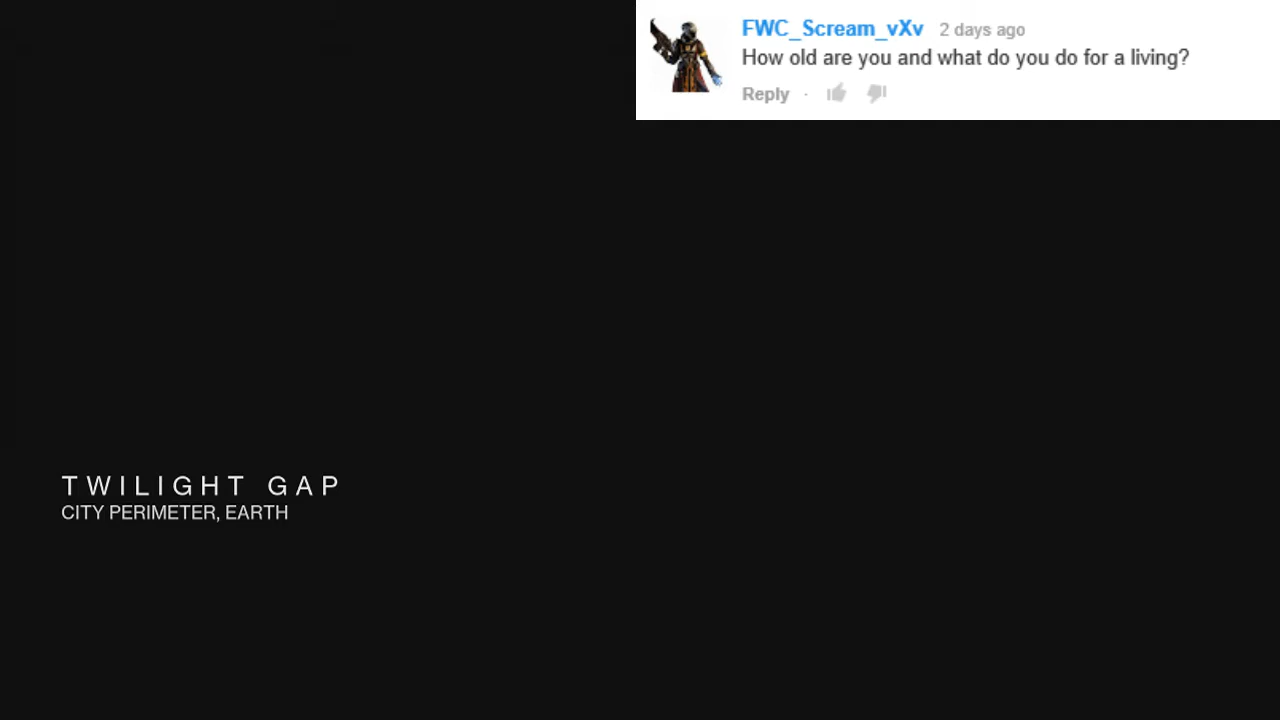 FWC_Scream_vXv 2 days ago
How old are you and what do you do for a living?
Reply ·
TWILIGHT GAP
CITY PERIMETER, EARTH